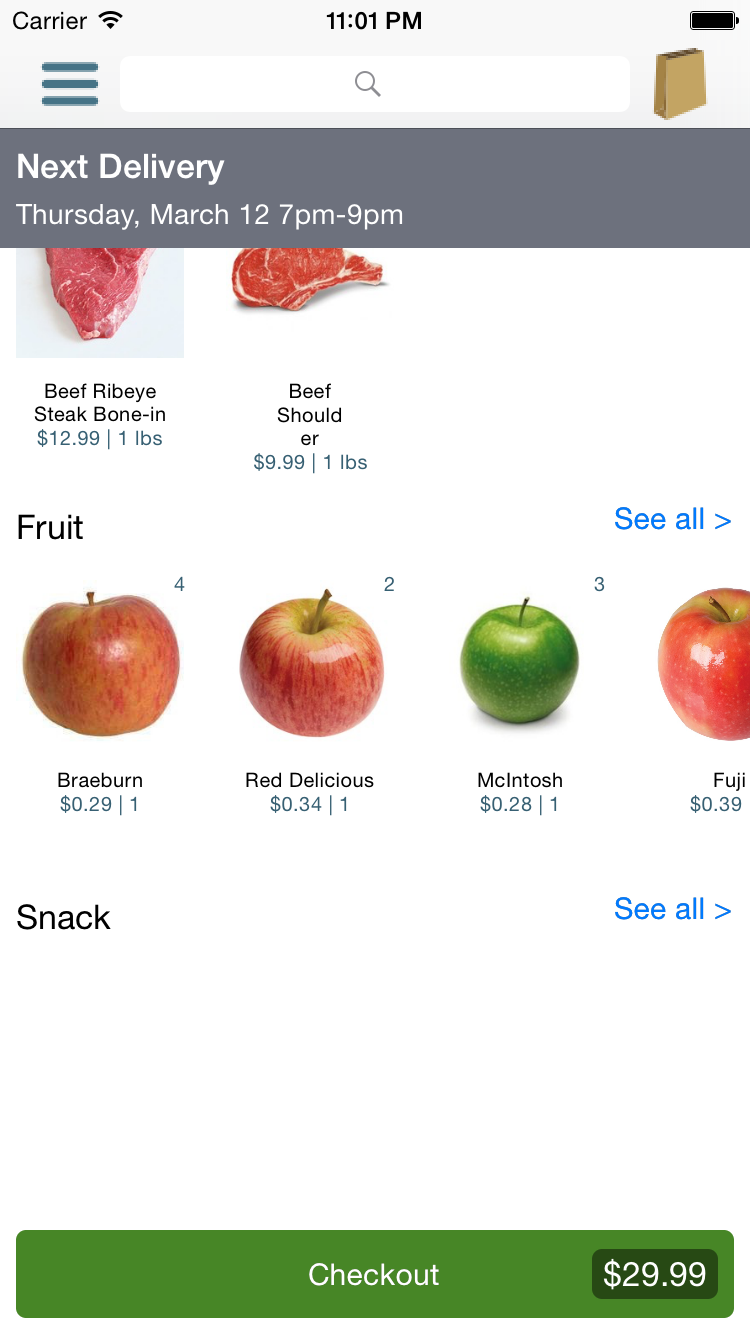 Carrier 11:01 PM
Next Delivery
Thursday, March 12 7pm-9pm
Beef Ribeye
Steak Bone-in
$12.99 | 1 lbs
Beef
Should
er
$9.99 | 1 lbs
Fruit
See all >
4
2
3
Braeburn
$0.29 | 1
Red Delicious
$0.34 | 1
McIntosh
$0.28 | 1
Fuji
$0.39
Snack
See all >
Checkout
$29.99